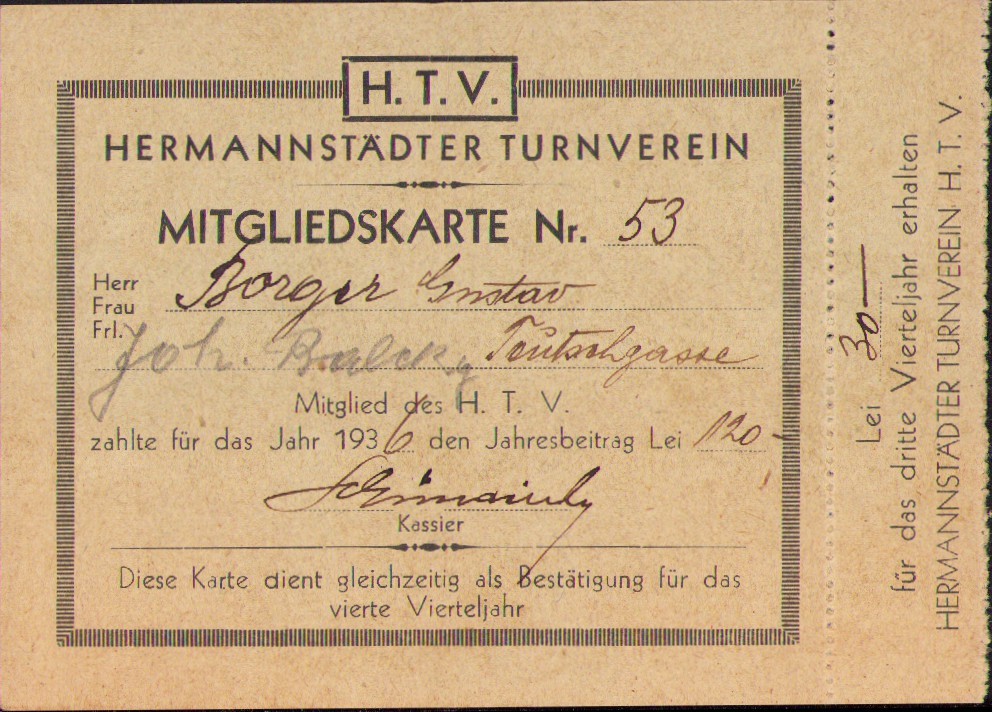 H. T. V.
HERMANNSTÄDTER TURNVEREIN
MITGLIEDSKARTE Nr. 53
Herr
Frau
Frl.
Borger Gustav
Joh. Teutschgasse
Mitglied des H. T. V.
zahlte für das Jahr 1936 den Jahresbeitrag Lei 120-
Kassier
Diese Karte dient gleichzeitig als Bestätigung für das
vierte Vierteljahr
Lei 30—
für das dritte Vierteljahr erhalten
HERMANNSTÄDTER TURNVEREIN H. T. V.